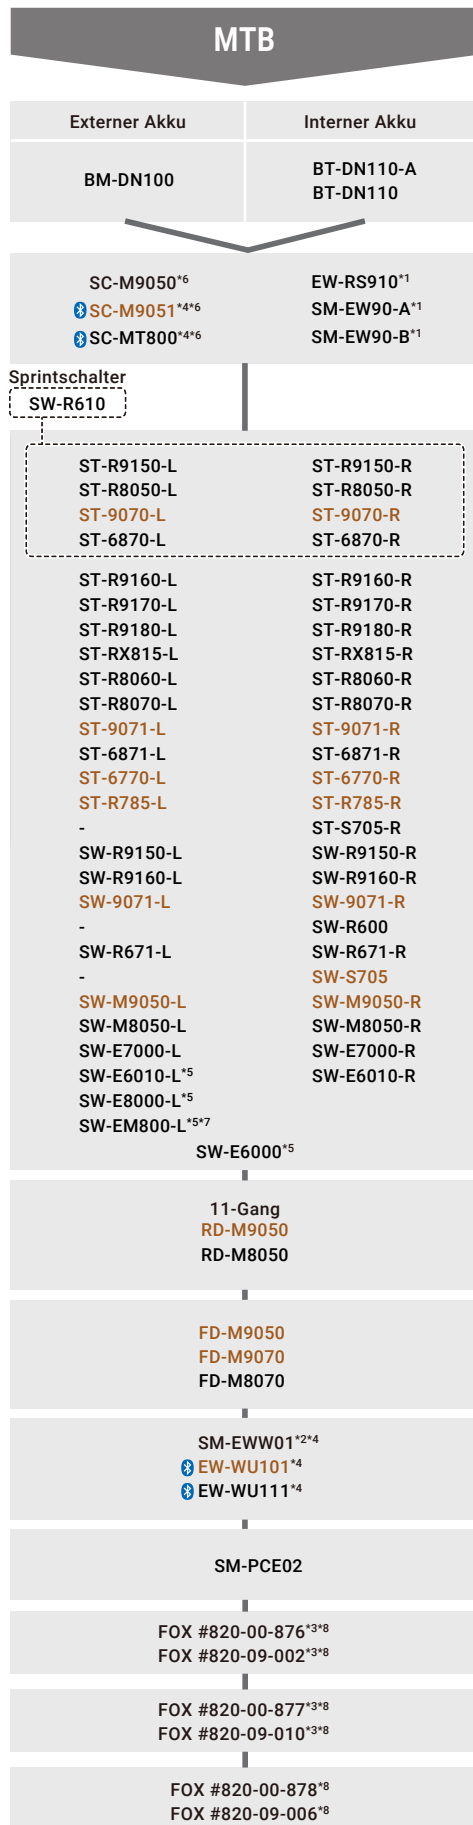 MTB
Externer Akku Interner Akku
BM-DN100 BT-DN110-A
BT-DN110
SC-M9050*6 EW-RS910*1
SC-M9051*4*6 SM-EW90-A*1
SC-MT800*4*6 SM-EW90-B*1
Sprintschalter
SW-R610
ST-R9150-L ST-R9150-R
ST-R8050-L ST-R8050-R
ST-9070-L ST-9070-R
ST-6870-L ST-6870-R
ST-R9160-L ST-R9160-R
ST-R9170-L ST-R9170-R
ST-R9180-L ST-R9180-R
ST-RX815-L ST-RX815-R
ST-R8060-L ST-R8060-R
ST-R8070-L ST-R8070-R
ST-9071-L ST-9071-R
ST-6871-L ST-6871-R
ST-6770-L ST-6770-R
ST-R785-L ST-R785-R
- ST-S705-R
SW-R9150-L SW-R9150-R
SW-R9160-L SW-R9160-R
SW-9071-L SW-9071-R
- SW-R600
SW-R671-L SW-R671-R
- SW-S705
SW-M9050-L SW-M9050-R
SW-M8050-L SW-M8050-R
SW-E7000-L SW-E7000-R
SW-E6010-L*5 SW-E6010-R
SW-E8000-L*5
SW-EM800-L*5*7
SW-E6000*5
11-Gang
RD-M9050
RD-M8050
FD-M9050
FD-M9070
FD-M8070
SM-EWW01*2*4
EW-WU101*4
EW-WU111*4
SM-PCE02
FOX #820-00-876*3*8
FOX #820-09-002*3*8
FOX #820-00-877*3*8
FOX #820-09-010*3*8
FOX #820-00-878*8
FOX #820-09-006*8